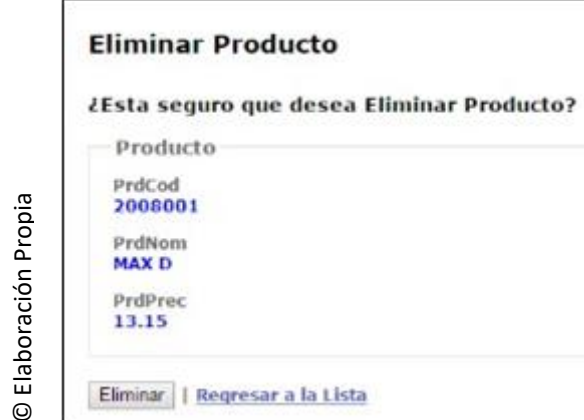 Eliminar Producto
¿Esta seguro que desea Eliminar Producto?
Producto
PrdCod
2008001
PrdNom
MAX D
PrdPrec
13.15
Eliminar | Regresar a la Lista
© Elaboración Propia